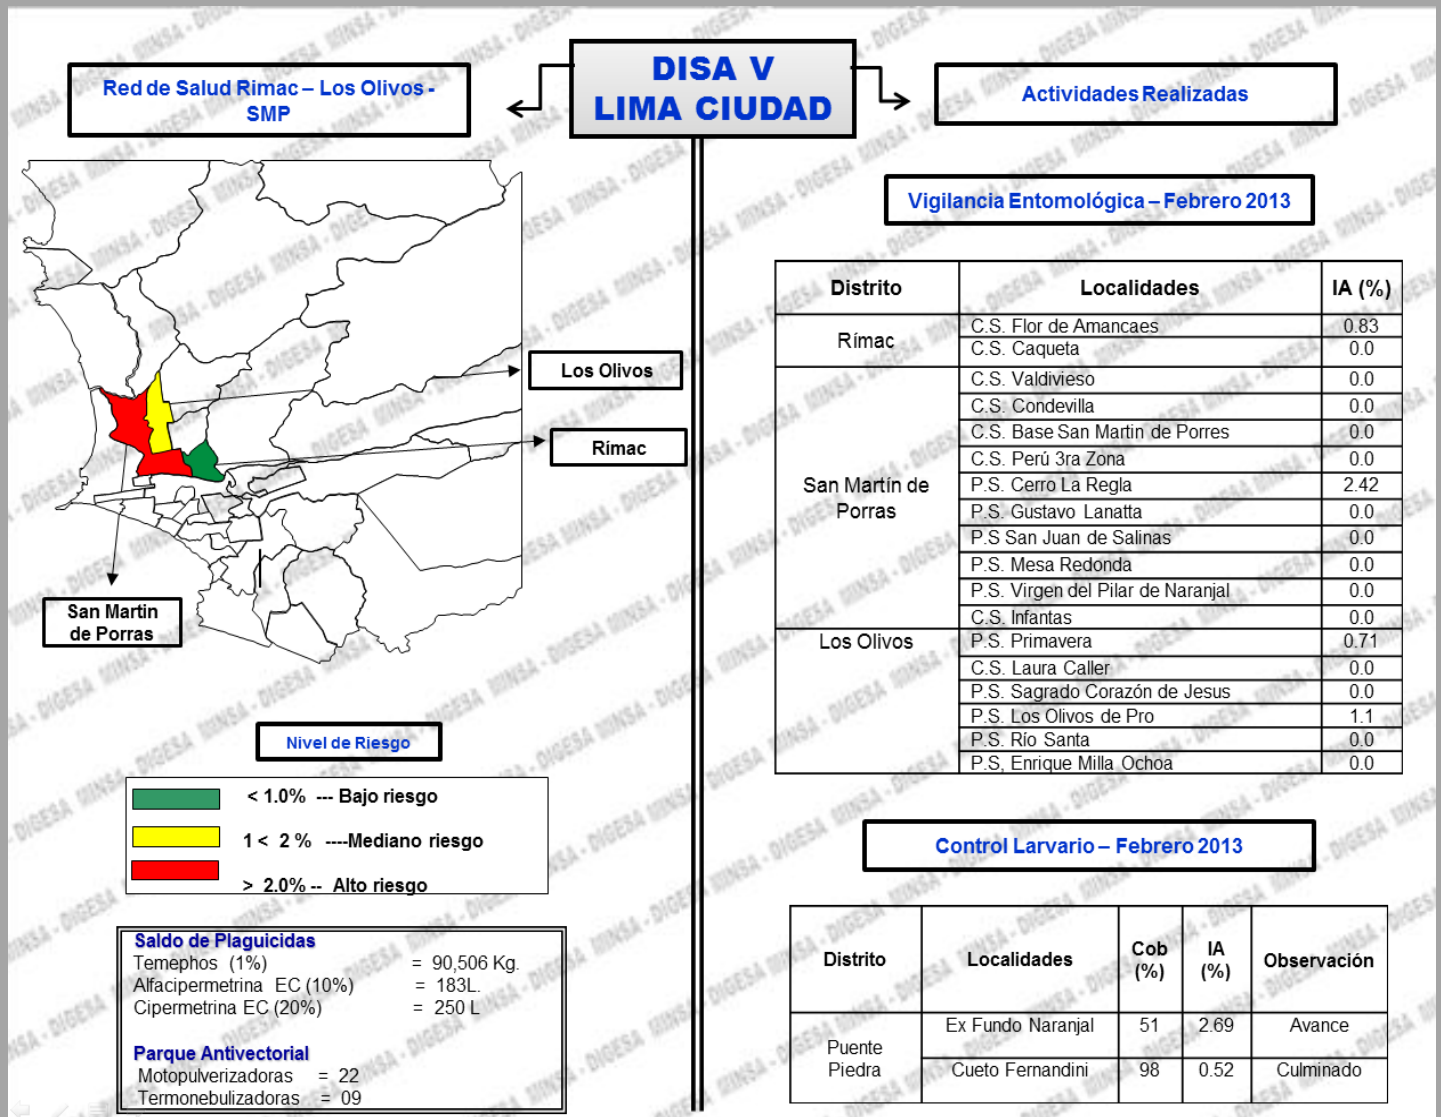 DISA V
LIMA CIUDAD
Red de Salud Rimac – Los Olivos -
SMP
Actividades Realizadas
Los Olivos
Rímac
San Martin
de Porras
Nivel de Riesgo
< 1.0% --- Bajo riesgo
1 < 2 % ----Mediano riesgo
> 2.0% -- Alto riesgo
Saldo de Plaguicidas
Temephos (1%) = 90,506 Kg.
Alfacipermetrina EC (10%) = 183L.
Cipermetrina EC (20%) = 250 L
Parque Antivectorial
Motopulverizadoras = 22
Termonebulizadoras = 09
Vigilancia Entomológica – Febrero 2013
Distrito Localidades IA (%)
Rímac
C.S. Flor de Amancaes 0.83
C.S. Caqueta 0.0
San Martín de
Porras
C.S. Valdivieso 0.0
C.S. Condevilla 0.0
C.S. Base San Martin de Porres 0.0
C.S. Perú 3ra Zona 0.0
P.S. Cerro La Regla 2.42
P.S. Gustavo Lanatta 0.0
P.S San Juan de Salinas 0.0
P.S. Mesa Redonda 0.0
P.S. Virgen del Pilar de Naranjal 0.0
C.S. Infantas 0.0
Los Olivos P.S. Primavera 0.71
C.S. Laura Caller 0.0
P.S. Sagrado Corazón de Jesus 0.0
P.S. Los Olivos de Pro 1.1
P.S. Río Santa 0.0
P.S, Enrique Milla Ochoa 0.0
Control Larvario – Febrero 2013
Distrito Localidades Cob (%) IA (%) Observación
Puente
Piedra
Ex Fundo Naranjal 51 2.69 Avance
Cueto Fernandini 98 0.52 Culminado
MINSA - DIGESA MINSA - DIGESA MINSA - DIGESA